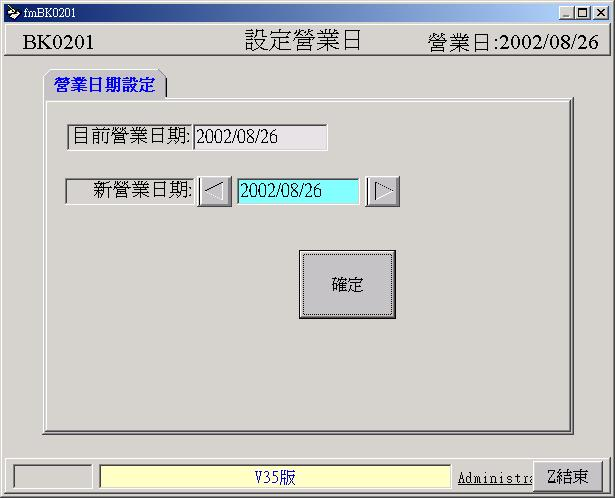 fmBK0201
BK0201 設定營業日 營業日:2002/08/26
營業日期設定
目前營業日期: 2002/08/26
新營業日期: 2002/08/26
確定
V35版 Administra Z結束